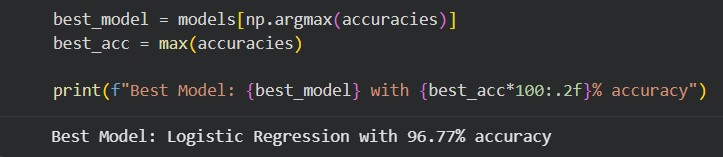 best_model = models[np.argmax(accuracies)]
best_acc = max(accuracies)
print(f"Best Model: {best_model} with {best_acc*100:.2f}% accuracy")
Best Model: Logistic Regression with 96.77% accuracy